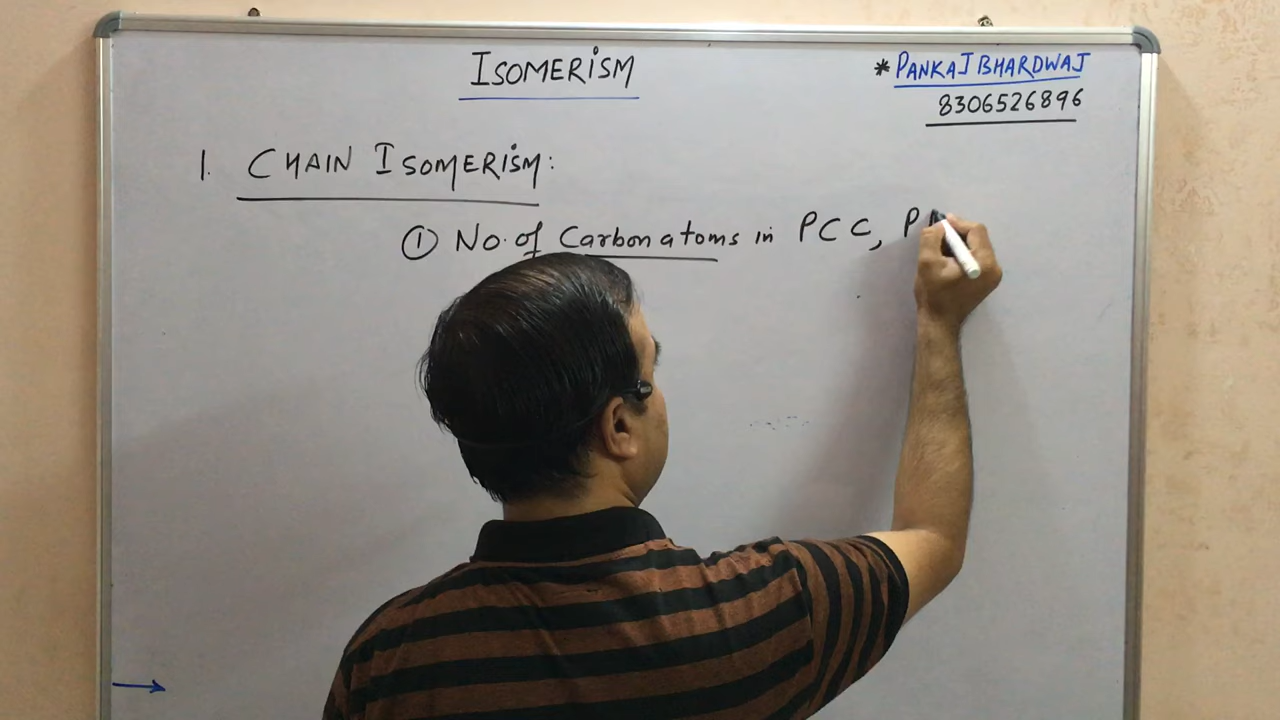 ISOMERISM
* PANKAJ BHARDWAJ
8306526896
1. CHAIN ISOMERISM:
① No. of Carbon atoms in PCC, P